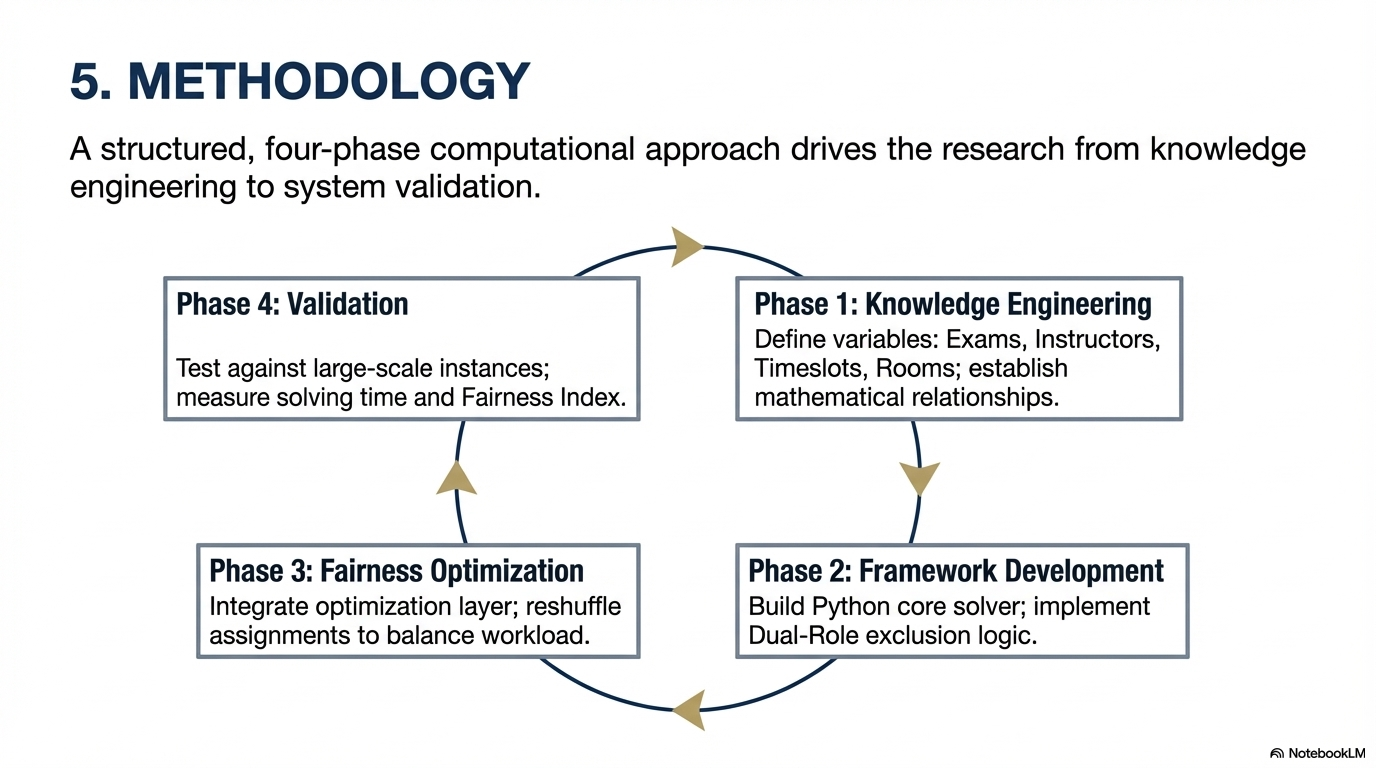 5. METHODOLOGY
A structured, four-phase computational approach drives the research from knowledge
engineering to system validation.
Phase 4: Validation
Test against large-scale instances;
measure solving time and Fairness Index.
Phase 1: Knowledge Engineering
Define variables: Exams, Instructors,
Timeslots, Rooms; establish
mathematical relationships.
Phase 3: Fairness Optimization
Integrate optimization layer; reshuffle
assignments to balance workload.
Phase 2: Framework Development
Build Python core solver; implement
Dual-Role exclusion logic.
NotebookLM